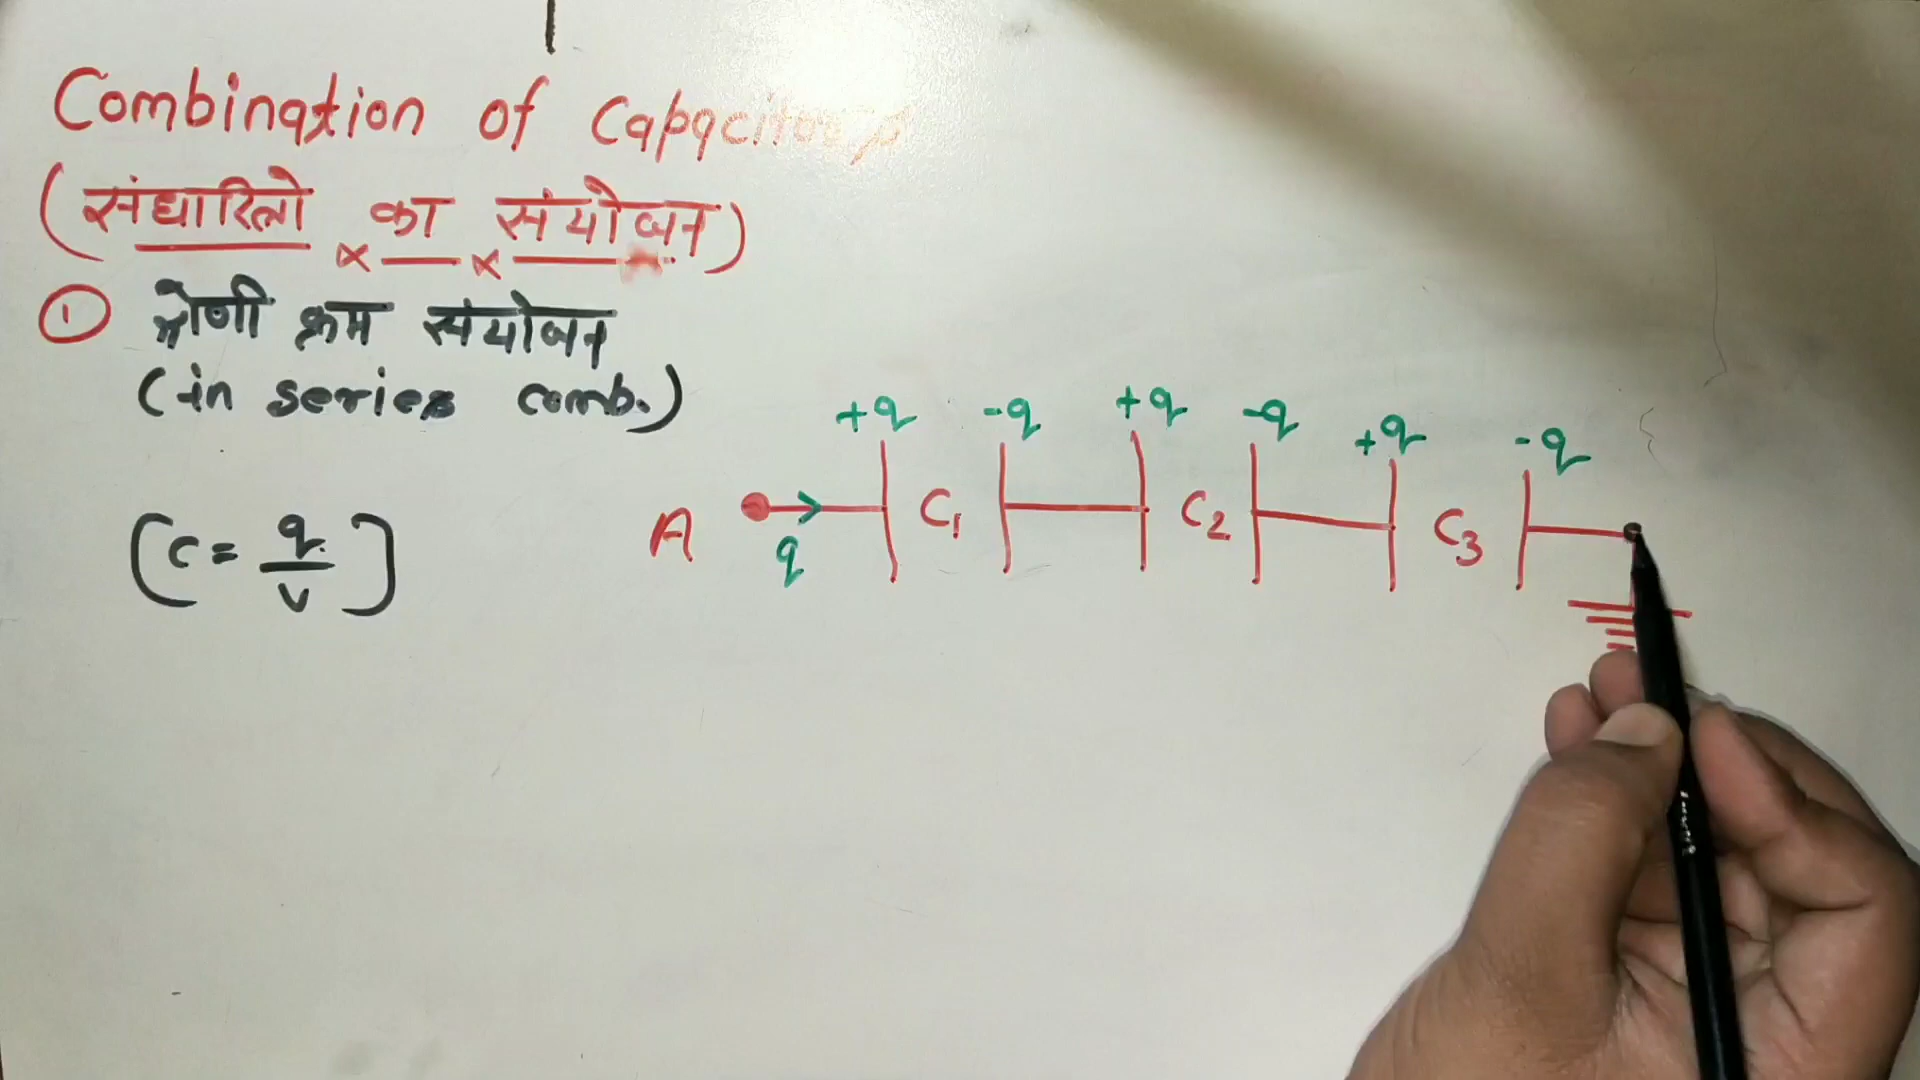 Combination of Capacitors
(संधारित्रो का संयोजन)
① श्रेणी क्रम संयोजन
(in series comb.)
+q -q +q -q +q -q
A C₁ C₂ C₃
q
[C = q/v]